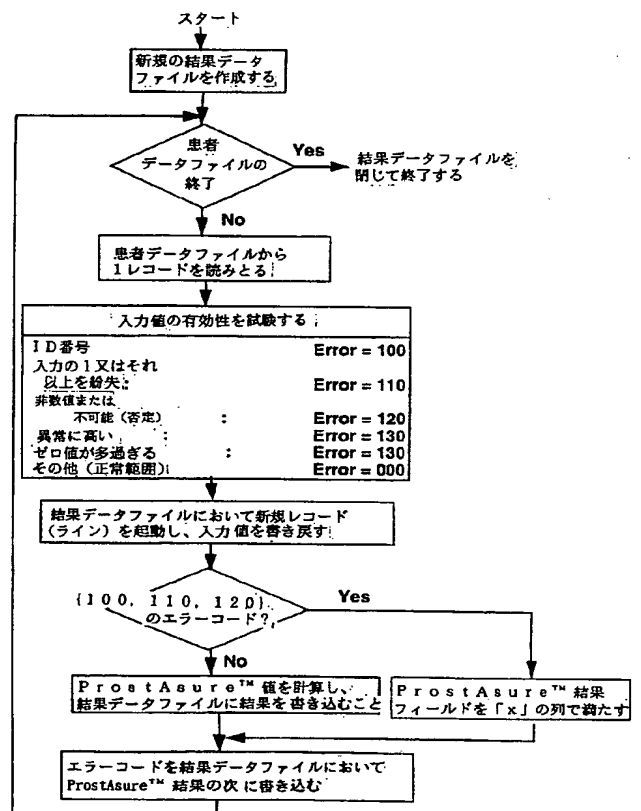 スタート
新規の結果データ
ファイルを作成する
患者
データファイルの
終了
Yes
結果データファイルを
閉じて終了する
No
患者データファイルから
1レコードを読みとる
入力値の有効性を試験する
ID番号 Error = 100
入力の1又はそれ
以上を紛失: Error = 110
非数値または
不可能(否定) : Error = 120
異常に高い : Error = 130
ゼロ値が多過ぎる : Error = 130
その他(正常範囲) Error = 000
結果データファイルにおいて新規レコード
(ライン)を起動し、入力値を書き戻す
{100, 110, 120}
のエラーコード?
Yes
No
ProstAsure™ 値を計算し、
結果データファイルに結果を書き込むこと
ProstAsure™ 結果
フィールドを「x」の列で満たす
エラーコードを結果データファイルにおいて
ProstAsure™ 結果の次に書き込む